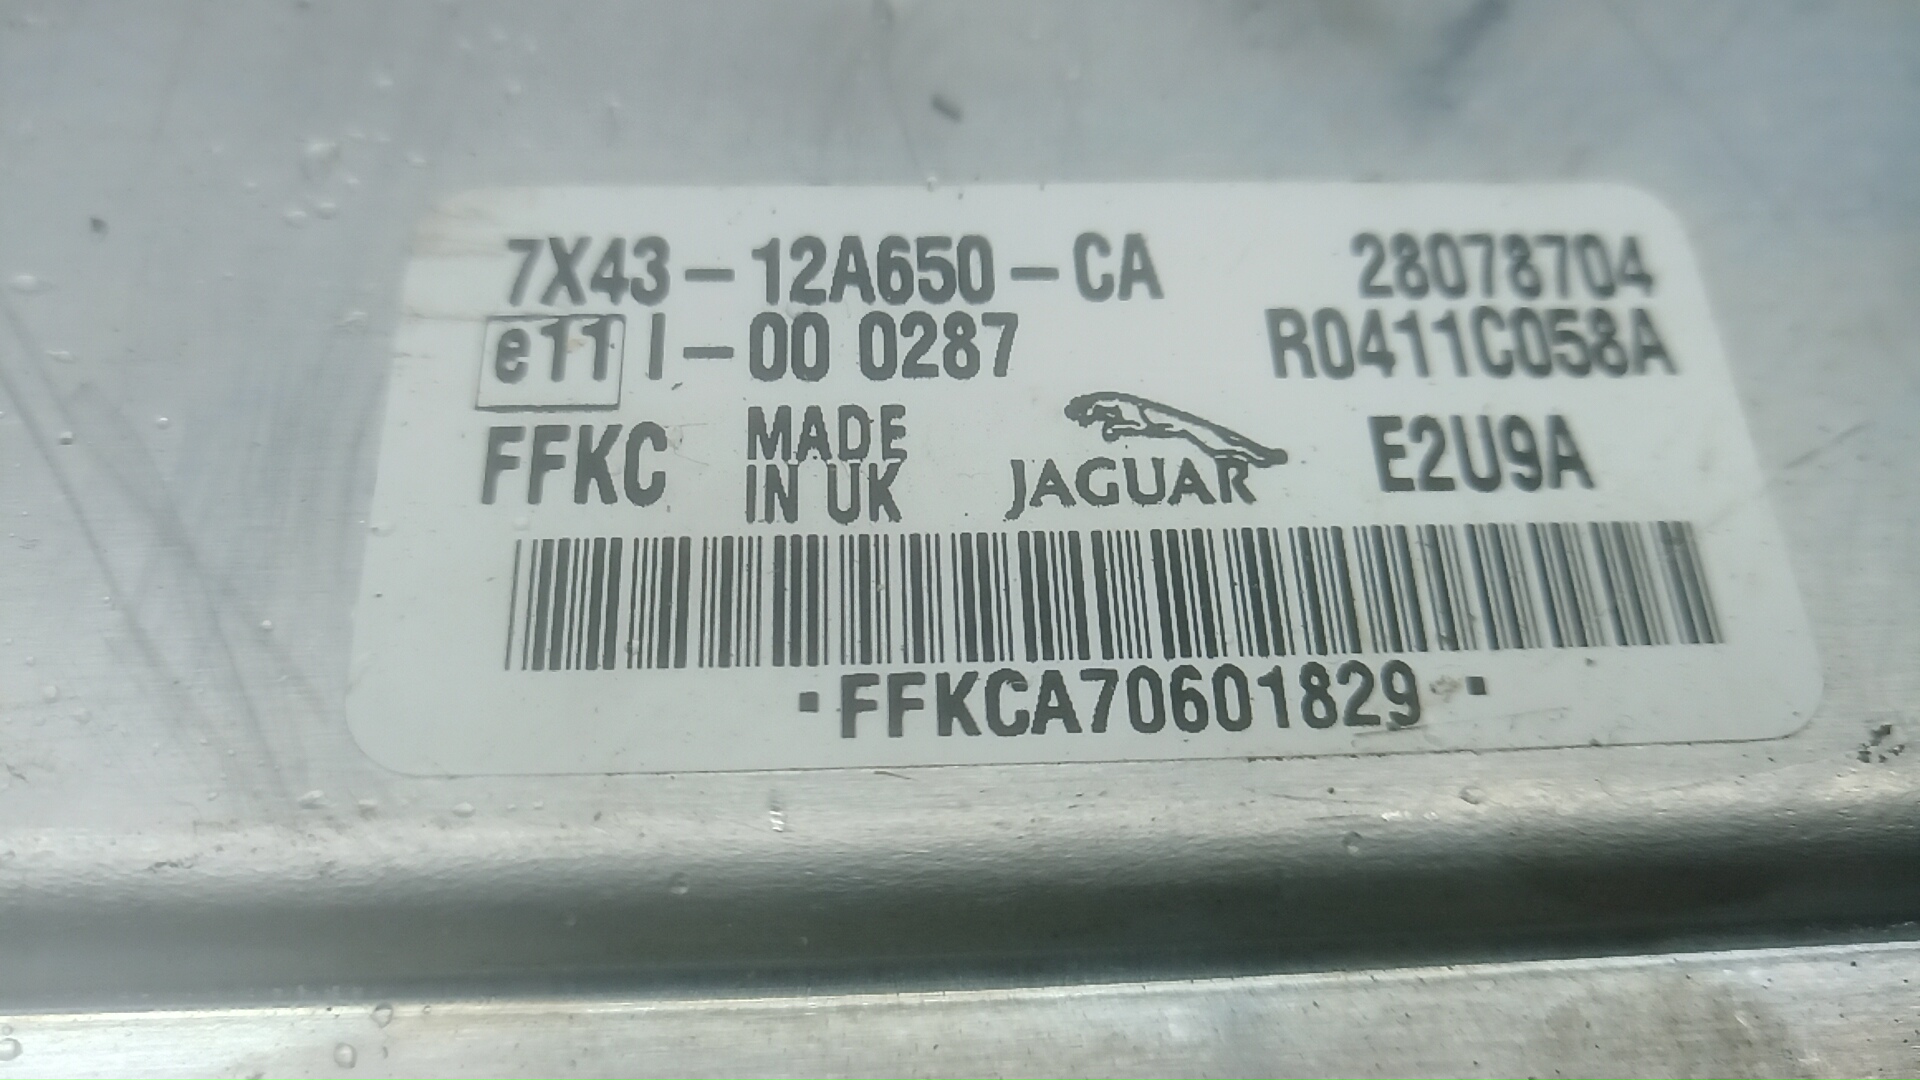 7X43-12A650-CA 28078704
e11 I-00 0287 R0411C058A
FFKC MADE IN UK JAGUAR E2U9A
FFKCA70601829